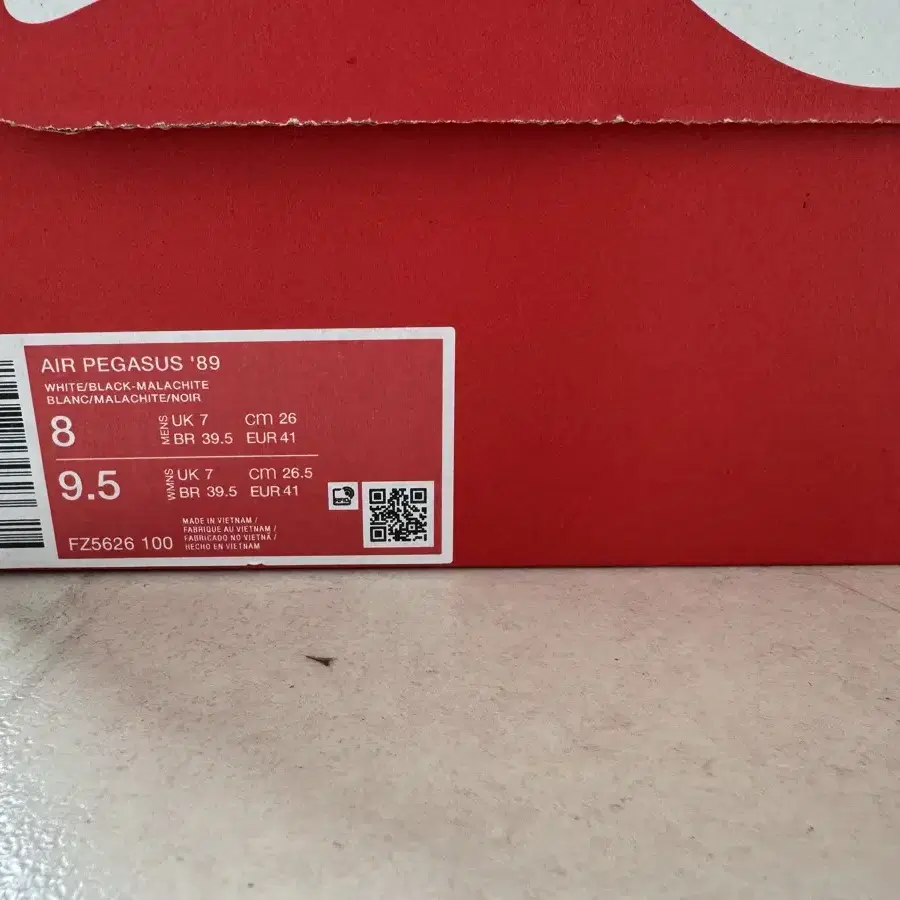 AIR PEGASUS '89
WHITE/BLACK-MALACHITE
BLANC/MALACHITE/NOIR
8 MENS UK 7 cm 26
BR 39.5 EUR 41
9.5 WMNS UK 7 cm 26.5
BR 39.5 EUR 41
RFID
MADE IN VIETNAM /
FABRIQUE AU VIETNAM /
FABRICADO NO VIETNÃ /
HECHO EN VIETNAM
FZ5626 100